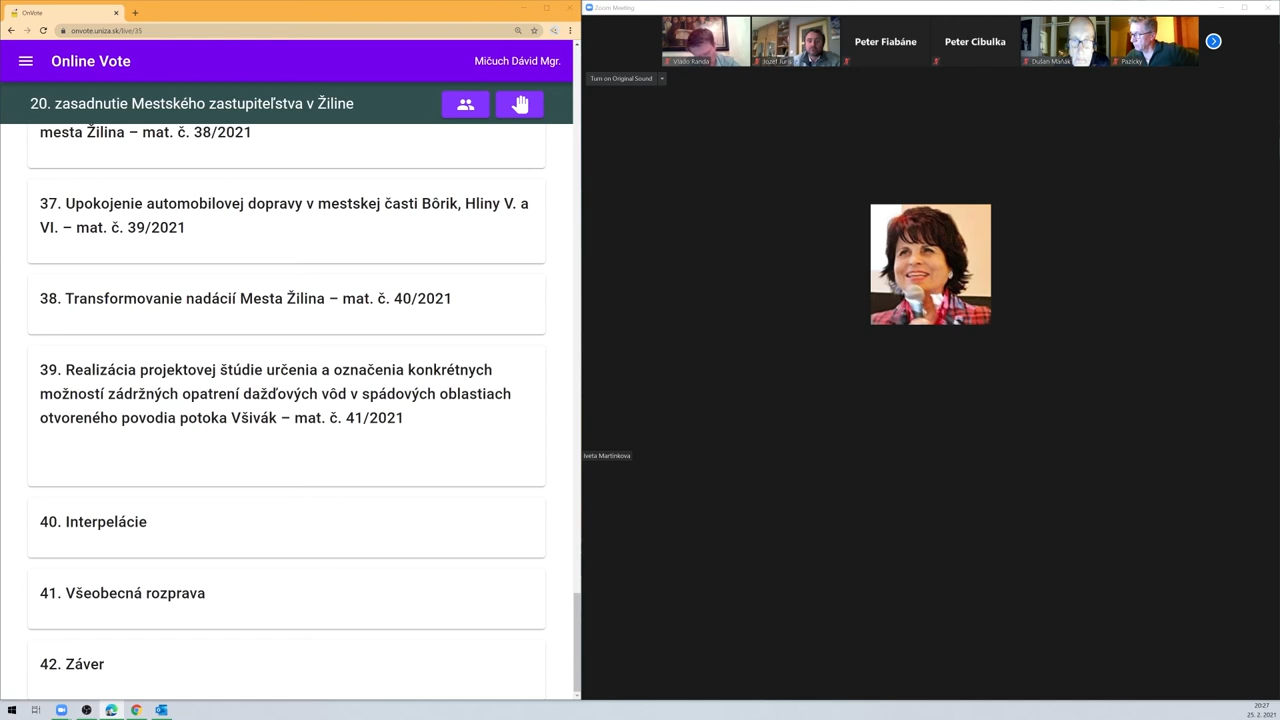 OnVote
onvote.uniza.sk/live/35
Online Vote
Mičuch Dávid Mgr.
20. zasadnutie Mestského zastupiteľstva v Žiline
mesta Žilina – mat. č. 38/2021
37. Upokojenie automobilovej dopravy v mestskej časti Bôrik, Hliny V. a
VI. – mat. č. 39/2021
38. Transformovanie nadácií Mesta Žilina – mat. č. 40/2021
39. Realizácia projektovej štúdie určenia a označenia konkrétnych
možností zádržných opatrení dažďových vôd v spádových oblastiach
otvoreného povodia potoka Všivák – mat. č. 41/2021
40. Interpelácie
41. Všeobecná rozprava
42. Záver
Zoom Meeting
Vlado Randa
Jozef Juriš
Peter Fiabáne
Peter Cibulka
Dušan Maňák
Pazicky
Turn on Original Sound
Iveta Martinkova
20:27
25. 2. 2021